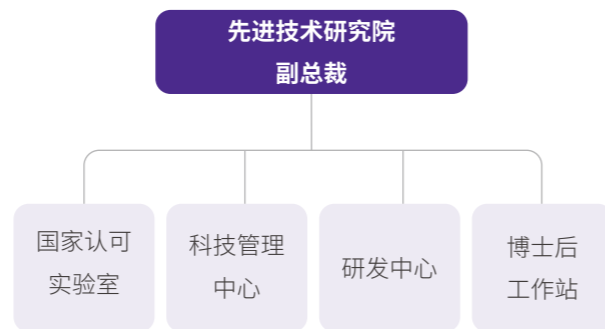 先进技术研究院
副总裁
国家认可
实验室
科技管理
中心
研发中心
博士后
工作站